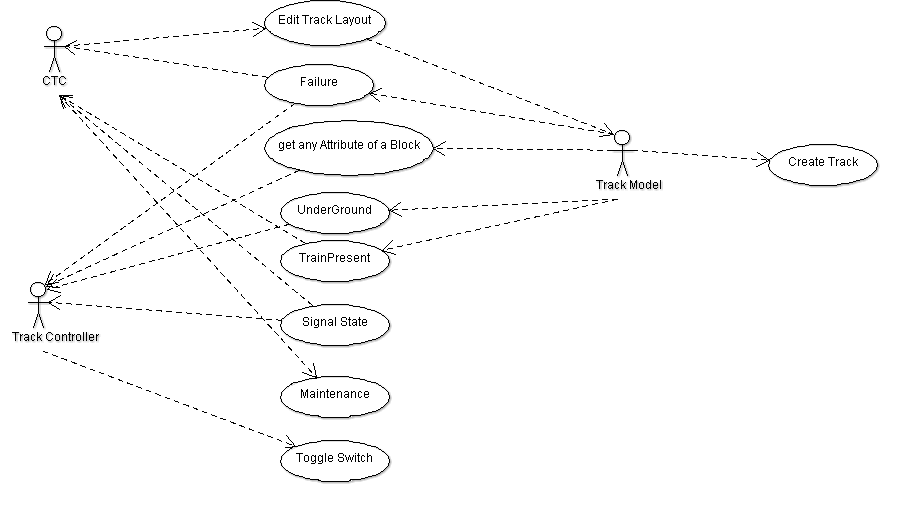 Edit Track Layout
CTC
Failure
get any Attribute of a Block
Create Track
Track Model
UnderGround
TrainPresent
Signal State
Track Controller
Maintenance
Toggle Switch